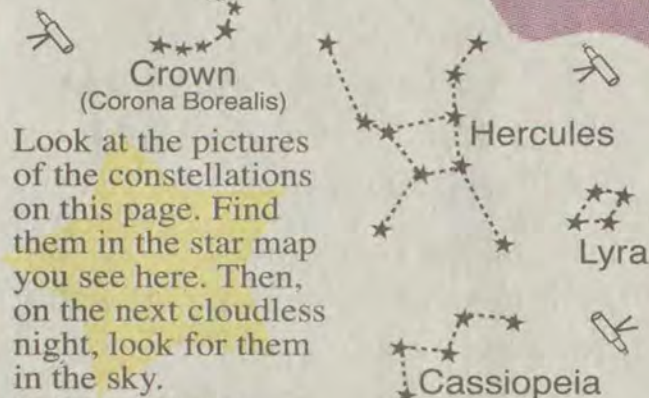 Crown
(Corona Borealis)
Hercules
Look at the pictures
of the constellations
on this page. Find
them in the star map
you see here. Then,
on the next cloudless
night, look for them
in the sky.
Lyra
Cassiopeia